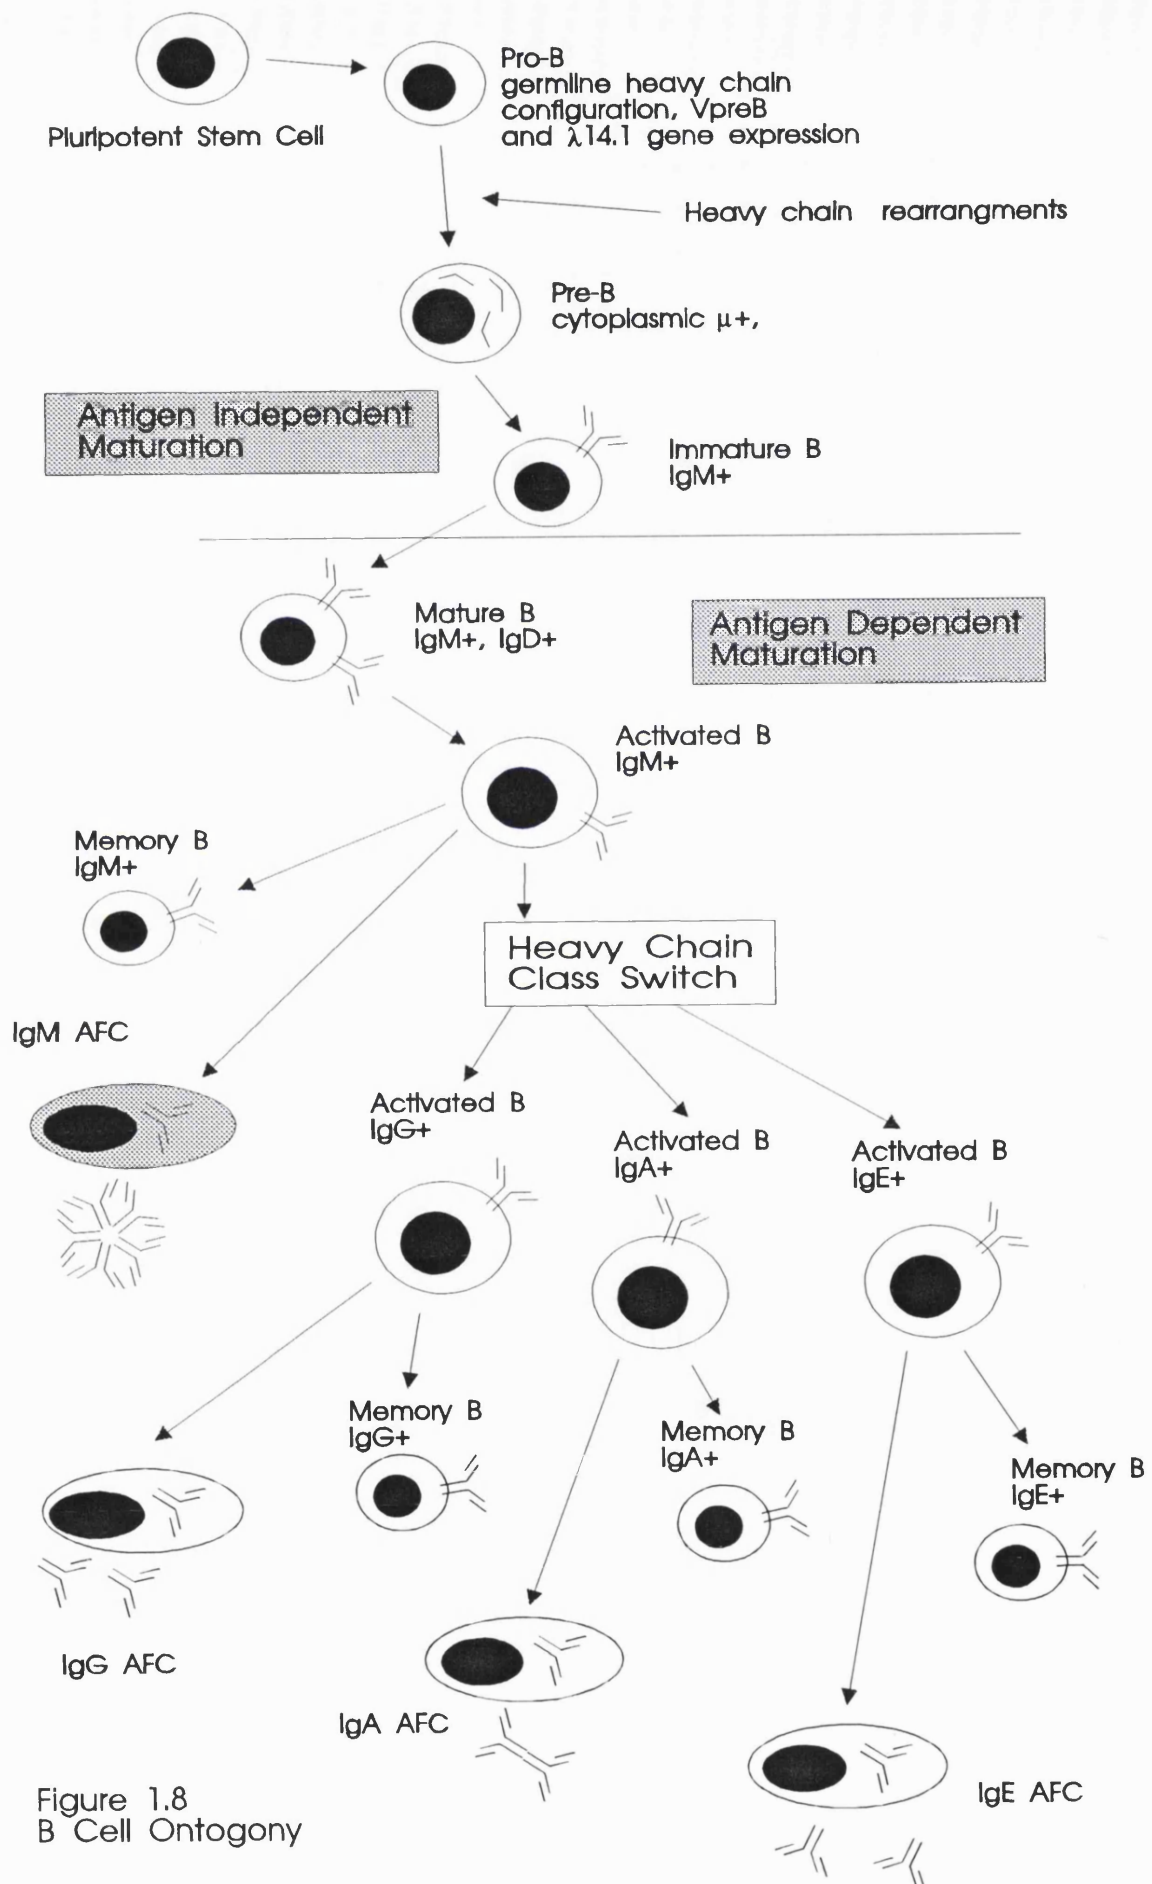 Pluripotent Stem Cell
Pro-B
germline heavy chain
configuration, VpreB
and λ14.1 gene expression
Heavy chain rearrangments
Pre-B
cytoplasmic μ+,
Antigen Independent
Maturation
Immature B
IgM+
Mature B
IgM+, IgD+
Antigen Dependent
Maturation
Activated B
IgM+
Memory B
IgM+
Heavy Chain
Class Switch
IgM AFC
Activated B
IgG+
Activated B
IgA+
Activated B
IgE+
Memory B
IgG+
Memory B
IgA+
Memory B
IgE+
IgG AFC
IgA AFC
IgE AFC
Figure 1.8
B Cell Ontogony